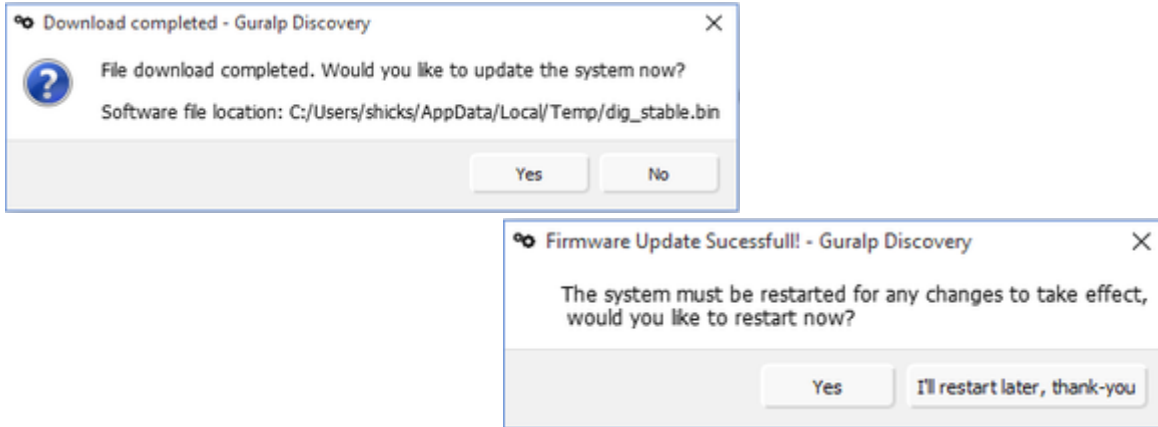 Download completed - Guralp Discovery
File download completed. Would you like to update the system now?
Software file location: C:/Users/shicks/AppData/Local/Temp/dig_stable.bin
Yes
No
Firmware Update Sucessfull! - Guralp Discovery
The system must be restarted for any changes to take effect,
would you like to restart now?
Yes
I'll restart later, thank-you